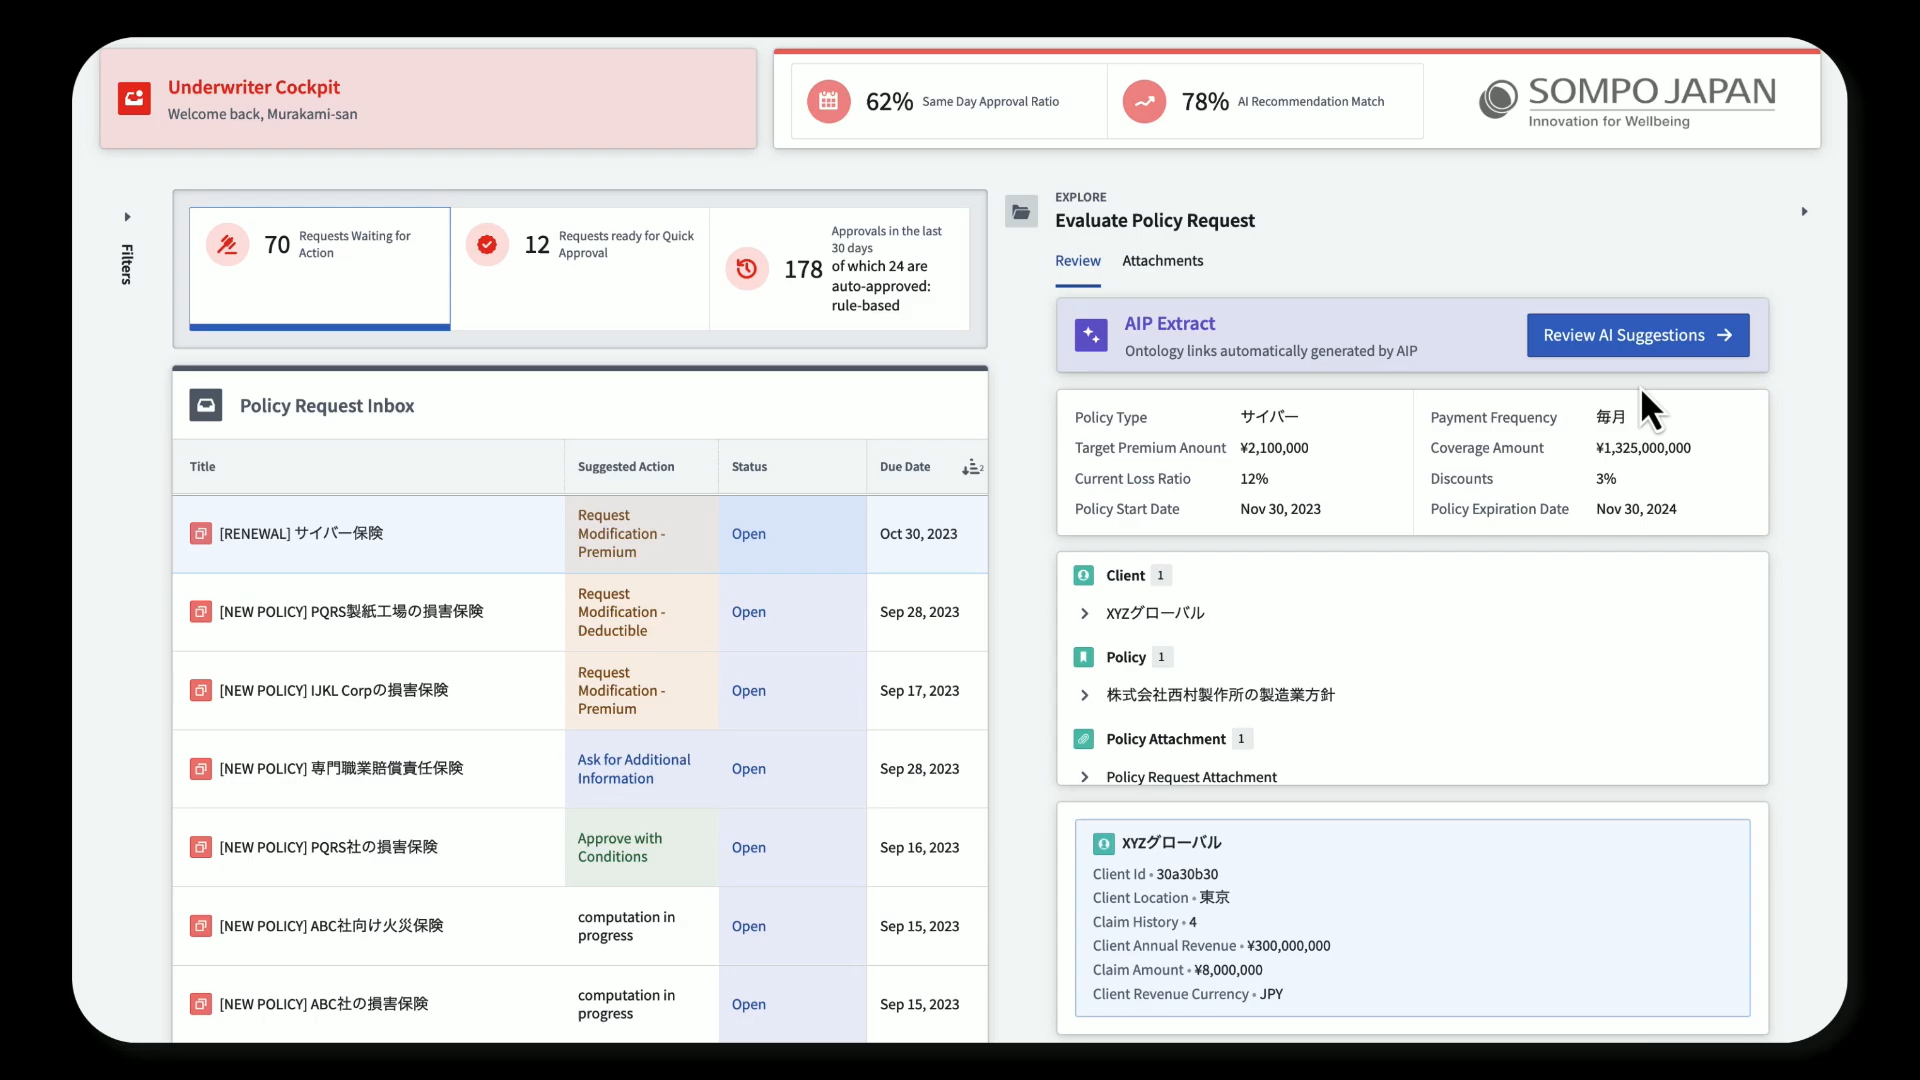 Underwriter Cockpit
Welcome back, Murakami-san
62% Same Day Approval Ratio
78% AI Recommendation Match
SOMPO JAPAN
Innovation for Wellbeing
Filters
70 Requests Waiting for
Action
12 Requests ready for Quick
Approval
Approvals in the last
30 days
178 of which 24 are
auto-approved:
rule-based
Policy Request Inbox
Title Suggested Action Status Due Date 2
[RENEWAL] サイバー保険 Request Modification - Premium Open Oct 30, 2023
[NEW POLICY] PQRS製紙工場の損害保険 Request Modification - Deductible Open Sep 28, 2023
[NEW POLICY] IJKL Corpの損害保険 Request Modification - Premium Open Sep 17, 2023
[NEW POLICY] 専門職業賠償責任保険 Ask for Additional Information Open Sep 28, 2023
[NEW POLICY] PQRS社の損害保険 Approve with Conditions Open Sep 16, 2023
[NEW POLICY] ABC社向け火災保険 computation in progress Open Sep 15, 2023
[NEW POLICY] ABC社の損害保険 computation in progress Open Sep 15, 2023
EXPLORE
Evaluate Policy Request
Review Attachments
AIP Extract
Ontology links automatically generated by AIP
Review AI Suggestions →
Policy Type サイバー Payment Frequency 毎月
Target Premium Amount ¥2,100,000 Coverage Amount ¥1,325,000,000
Current Loss Ratio 12% Discounts 3%
Policy Start Date Nov 30, 2023 Policy Expiration Date Nov 30, 2024
Client 1
XYZグローバル
Policy 1
株式会社西村製作所の製造業方針
Policy Attachment 1
Policy Request Attachment
XYZグローバル
Client Id • 30a30b30
Client Location • 東京
Claim History • 4
Client Annual Revenue • ¥300,000,000
Claim Amount • ¥8,000,000
Client Revenue Currency • JPY